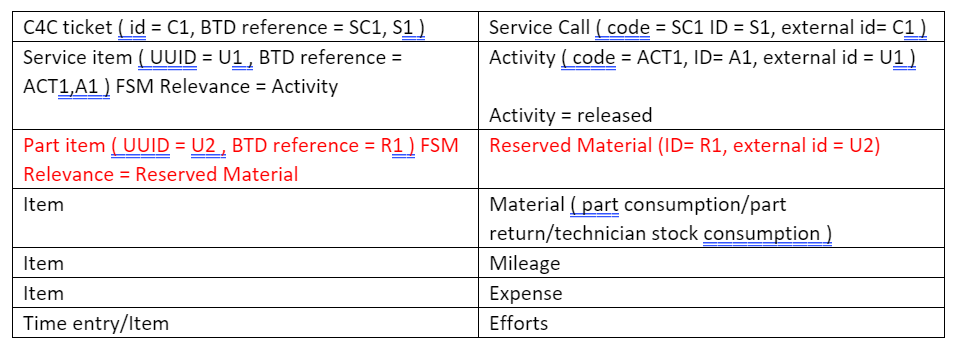 C4C ticket ( id = C1, BTD reference = SC1, S1 )
Service Call ( code = SC1 ID = S1, external id= C1 )
Service item ( UUID = U1 , BTD reference =
ACT1,A1 ) FSM Relevance = Activity
Activity ( code = ACT1, ID= A1, external id = U1 )
Activity = released
Part item ( UUID = U2 , BTD reference = R1 ) FSM
Relevance = Reserved Material
Reserved Material (ID= R1, external id = U2)
Item
Material ( part consumption/part
return/technician stock consumption )
Item
Mileage
Item
Expense
Time entry/Item
Efforts